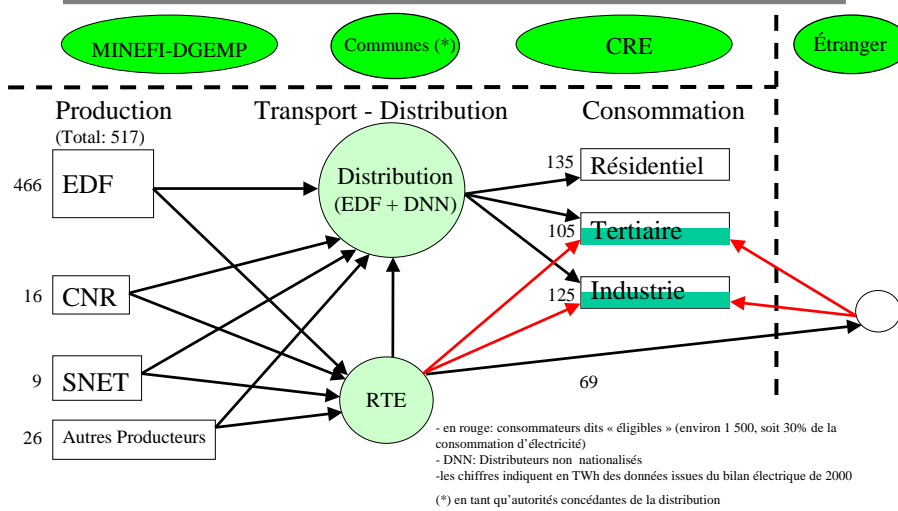 MINEFI-DGEMP
Communes (*)
CRE
Étranger
Production
(Total: 517)
Transport - Distribution
Consommation
466
EDF
Distribution
(EDF + DNN)
135
Résidentiel
105
Tertiaire
16
CNR
125
Industrie
9
SNET
RTE
69
26
Autres Producteurs
- en rouge: consommateurs dits « éligibles » (environ 1 500, soit 30% de la
consommation d’électricité)
- DNN: Distributeurs non nationalisés
-les chiffres indiquent en TWh des données issues du bilan électrique de 2000
(*) en tant qu’autorités concédantes de la distribution